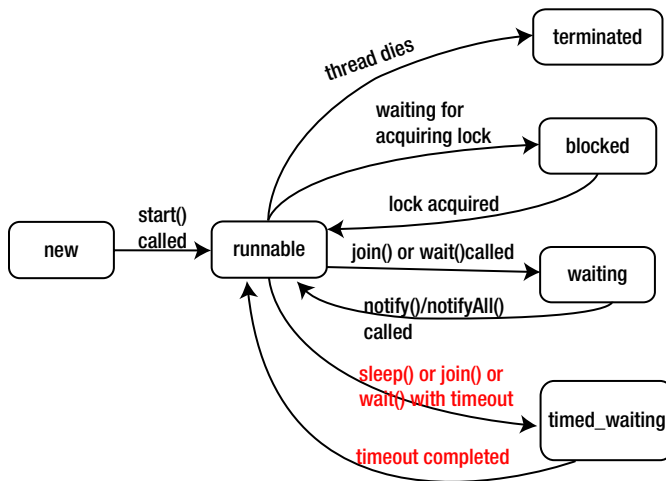 terminated
thread dies
waiting for
acquiring lock
blocked
lock acquired
start()
called
new
runnable
join() or wait()called
waiting
notify()/notifyAll()
called
sleep() or join() or
wait() with timeout
timed_waiting
timeout completed